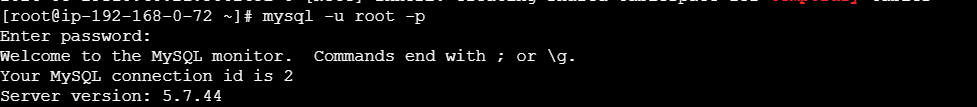 [root@ip-192-168-0-72 ~]# mysql -u root -p
Enter password:
Welcome to the MySQL monitor.  Commands end with ; or \g.
Your MySQL connection id is 2
Server version: 5.7.44